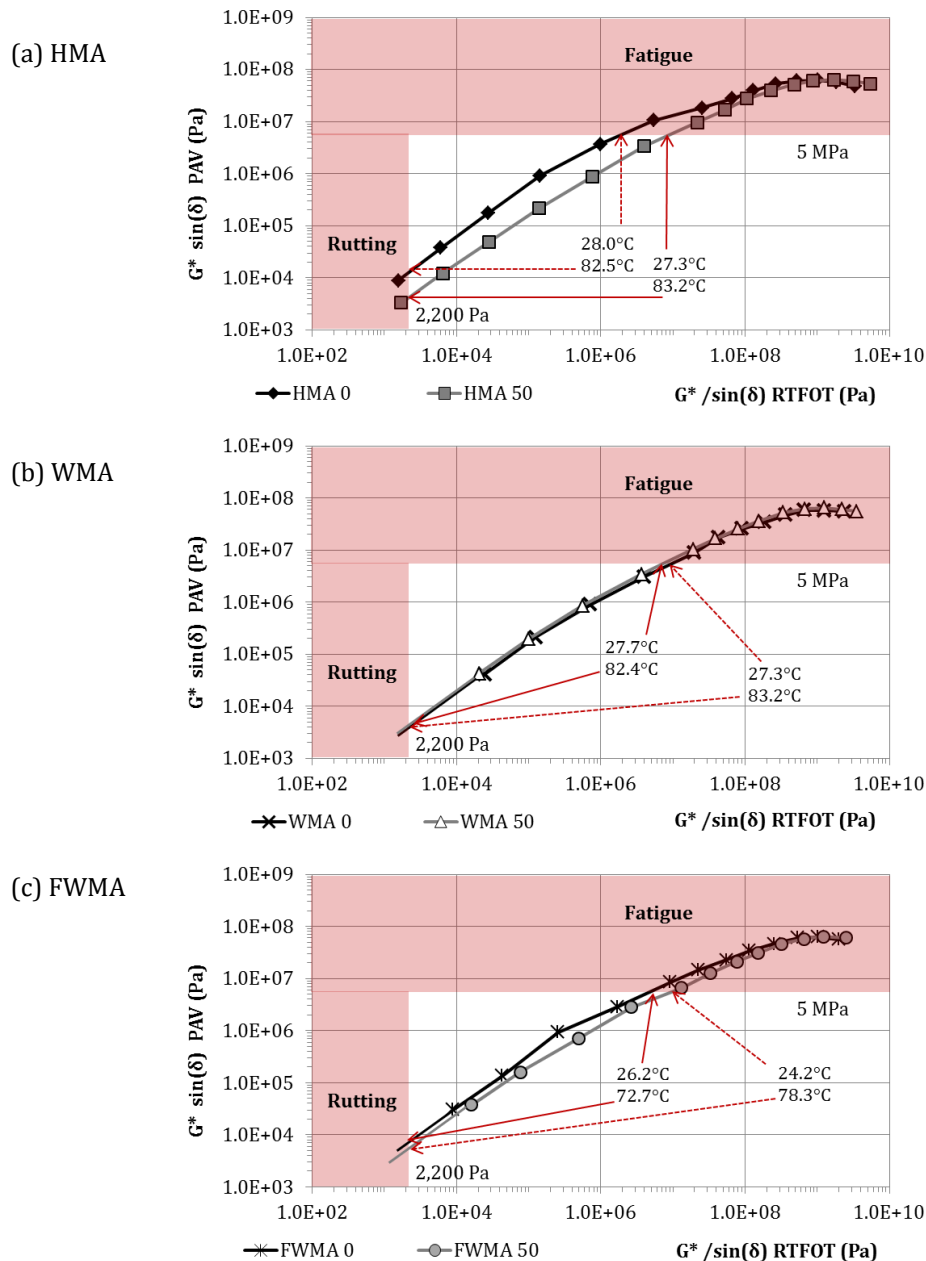 (a) HMA
G* sin(δ) PAV (Pa)
1.0E+09
1.0E+08
1.0E+07
1.0E+06
1.0E+05
1.0E+04
1.0E+03
Fatigue
5 MPa
Rutting
28.0°C
82.5°C
27.3°C
83.2°C
2,200 Pa
1.0E+02 1.0E+04 1.0E+06 1.0E+08 1.0E+10
HMA 0 HMA 50 G* /sin(δ) RTFOT (Pa)
(b) WMA
G* sin(δ) PAV (Pa)
1.0E+09
1.0E+08
1.0E+07
1.0E+06
1.0E+05
1.0E+04
1.0E+03
Fatigue
5 MPa
Rutting
27.7°C
82.4°C
27.3°C
83.2°C
2,200 Pa
1.0E+02 1.0E+04 1.0E+06 1.0E+08 1.0E+10
WMA 0 WMA 50 G* /sin(δ) RTFOT (Pa)
(c) FWMA
G* sin(δ) PAV (Pa)
1.0E+09
1.0E+08
1.0E+07
1.0E+06
1.0E+05
1.0E+04
1.0E+03
Fatigue
5 MPa
Rutting
26.2°C
72.7°C
24.2°C
78.3°C
2,200 Pa
1.0E+02 1.0E+04 1.0E+06 1.0E+08 1.0E+10
FWMA 0 FWMA 50 G* /sin(δ) RTFOT (Pa)